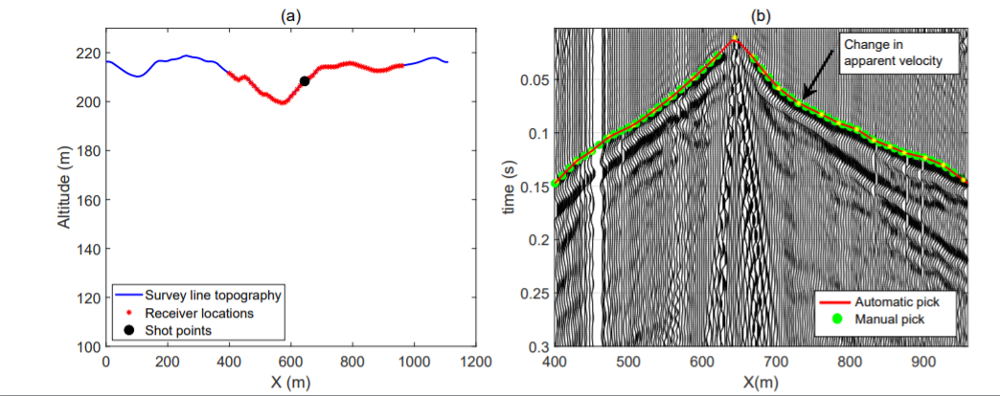 (a)
220
200
180
160
140
120
100
0 200 400 600 800 1000 1200
X (m)
Altitude (m)
Survey line topography
Receiver locations
Shot points
(b)
0.05
0.1
0.15
0.2
0.25
0.3
400 500 600 700 800 900
X(m)
time (s)
Change in
apparent velocity
Automatic pick
Manual pick